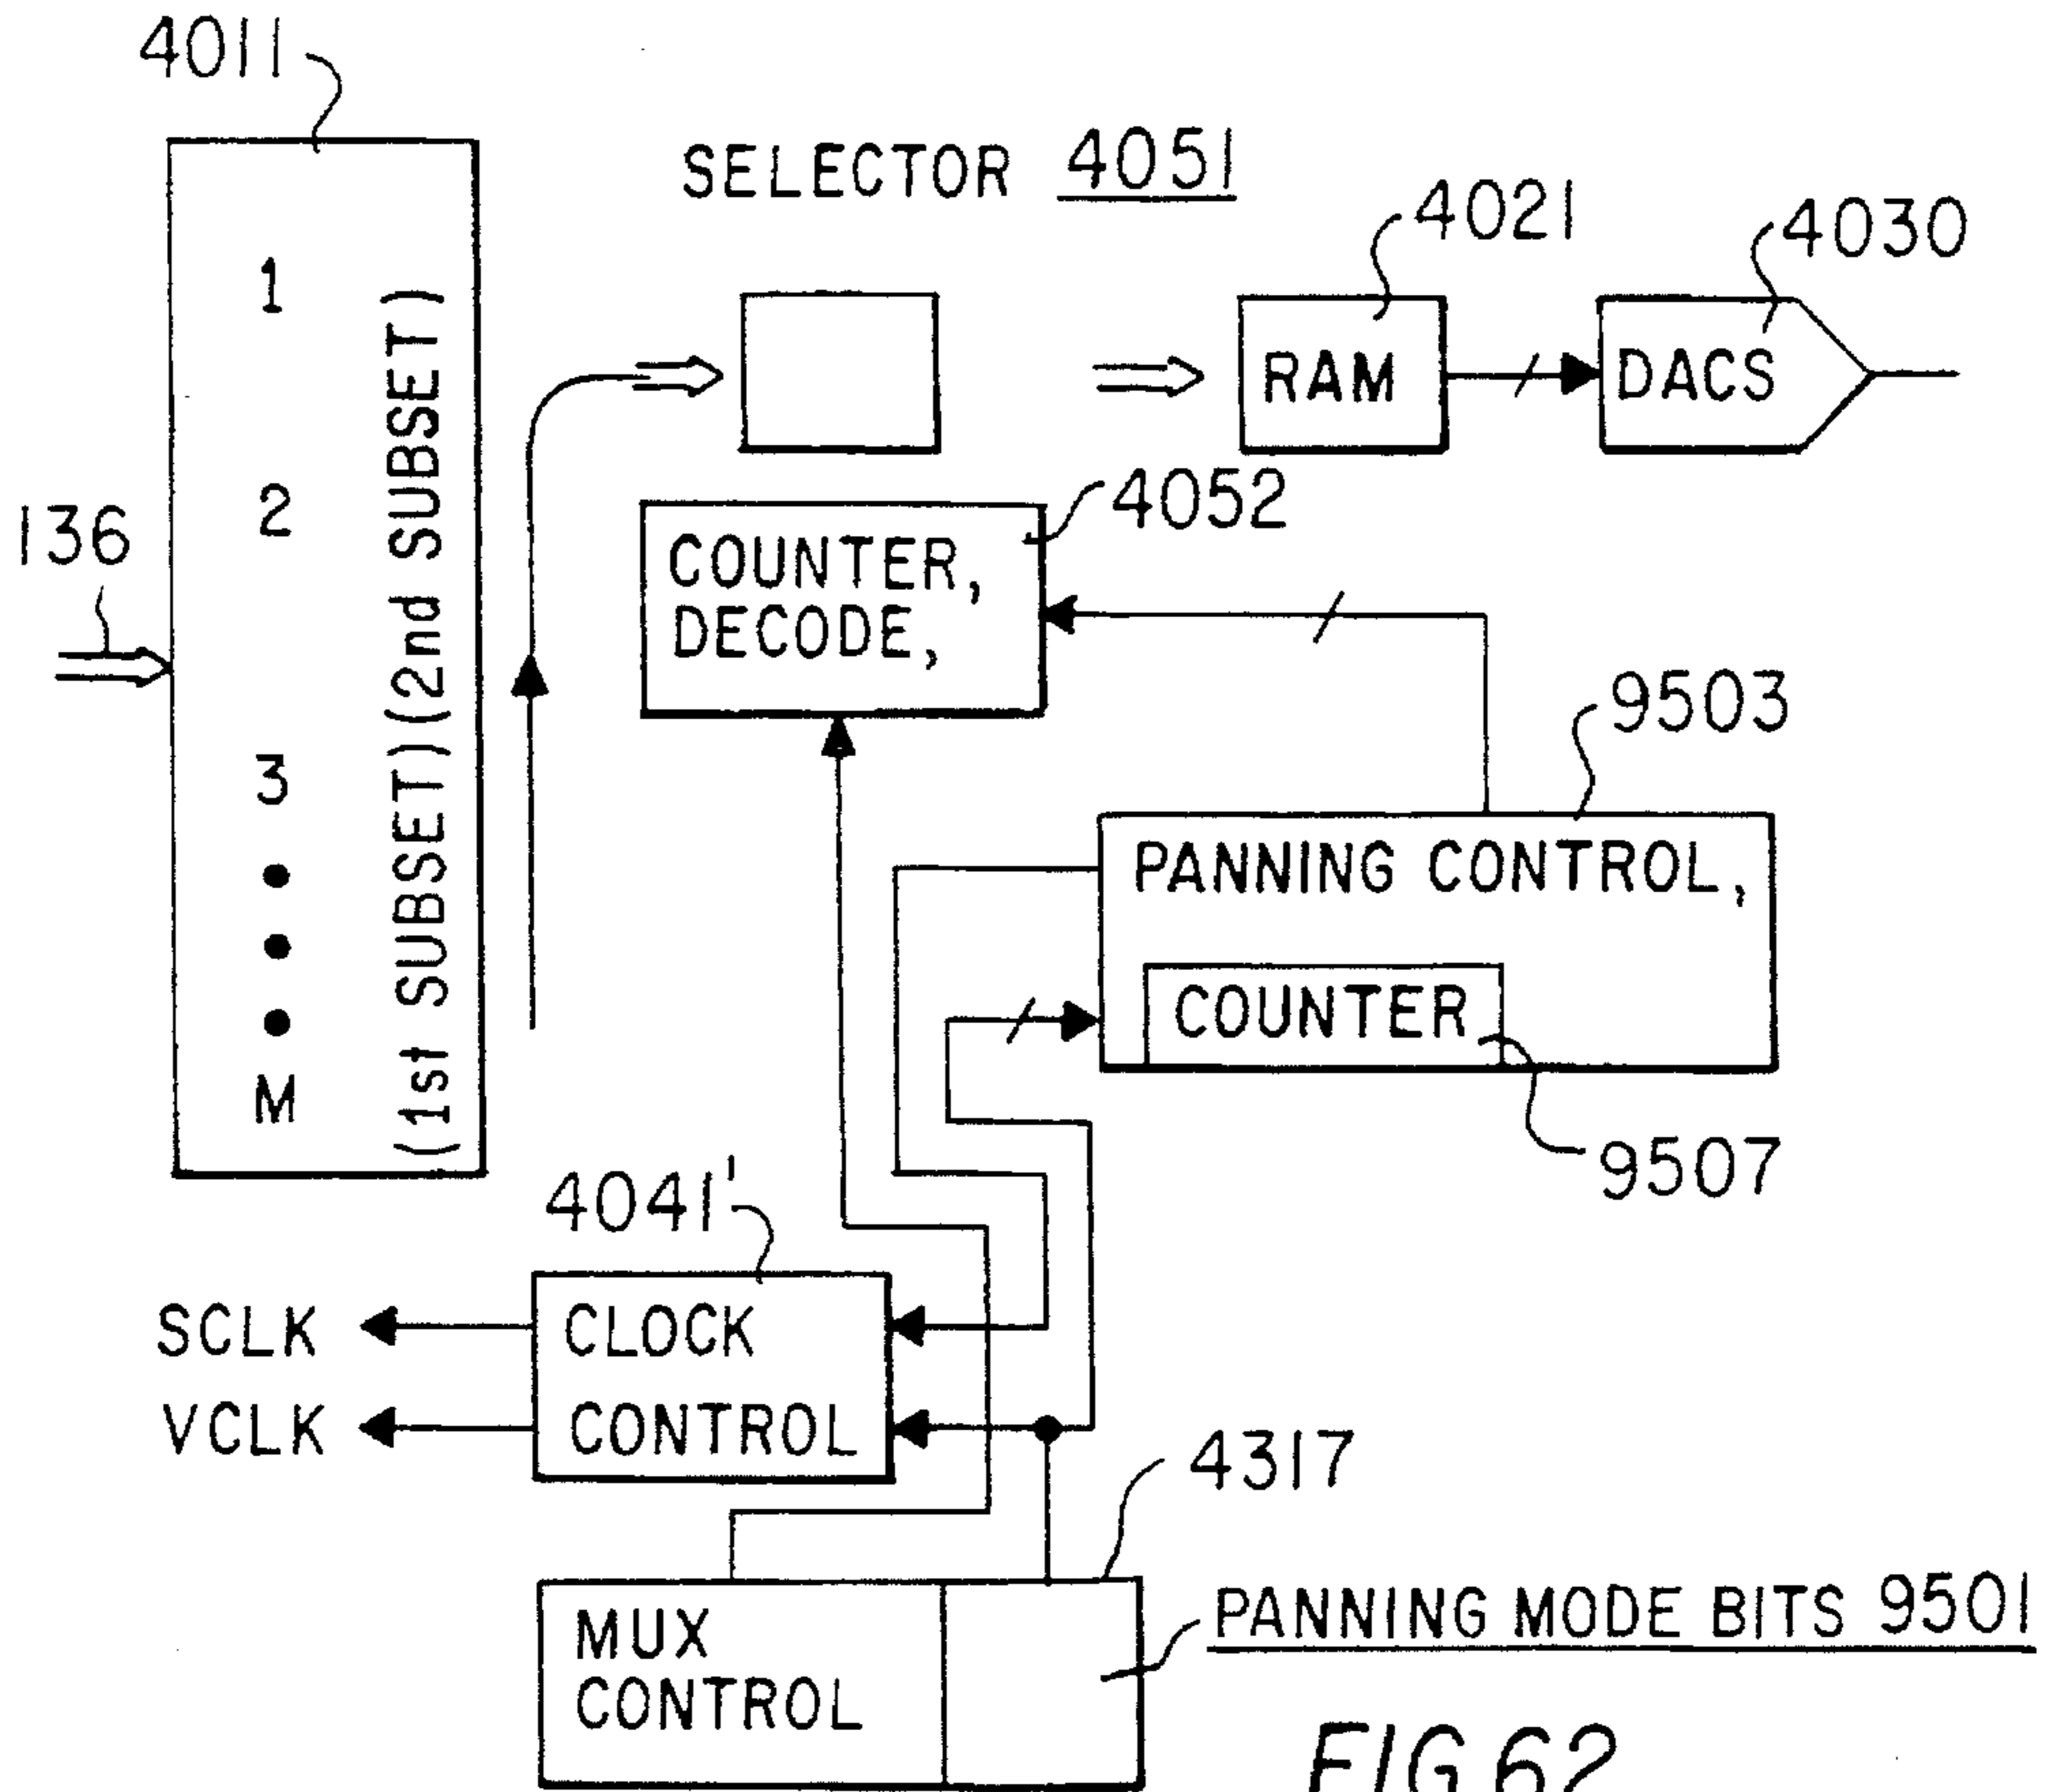 4011
SELECTOR 4051
4021
4030
1
2
3
M
(1st SUBSET)(2nd SUBSET)
136
RAM
DACS
4052
COUNTER,
DECODE,
9503
PANNING CONTROL,
COUNTER
9507
4041'
SCLK
VCLK
CLOCK
CONTROL
4317
MUX
CONTROL
PANNING MODE BITS 9501
FIG.62